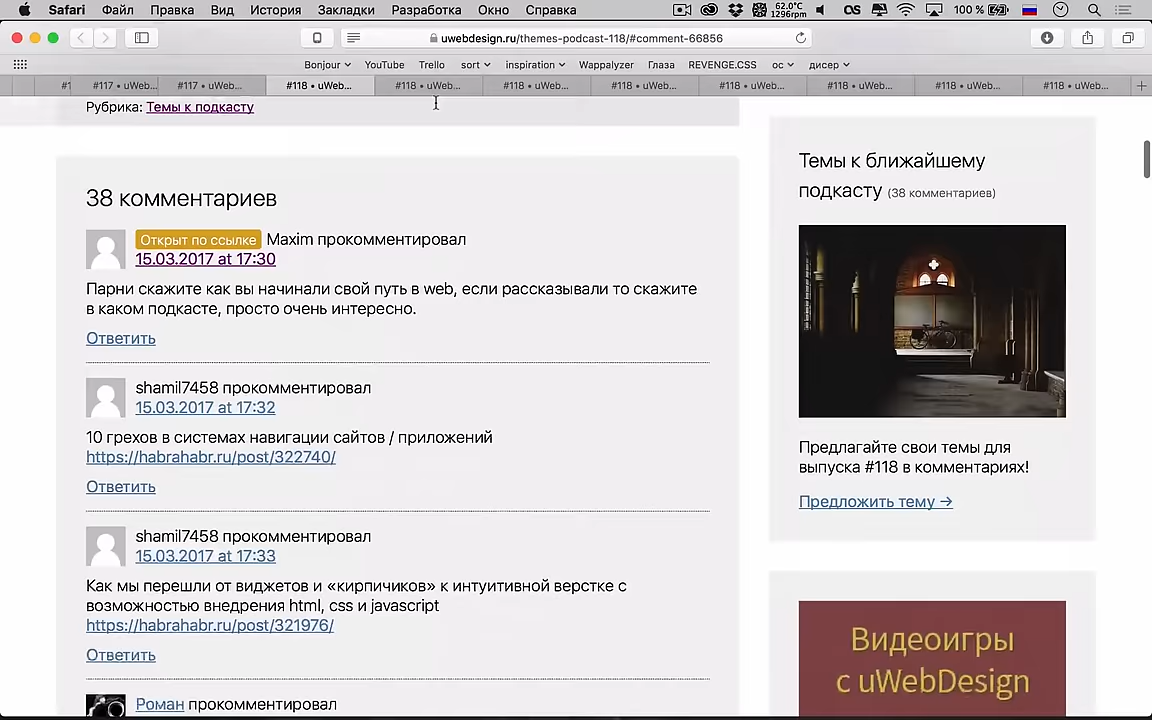 Safari Файл Правка Вид История Закладки Разработка Окно Справка 62.0°C 1296rpm 100 %
uwebdesign.ru/themes-podcast-118/#comment-66856
Bonjour YouTube Trello sort inspiration Wappalyzer Глаза REVENGE.CSS ос дисер
#1 #117 • uWeb... #117 • uWeb... #118 • uWeb... #118 • uWeb... #118 • uWeb... #118 • uWeb... #118 • uWeb... #118 • uWeb... #118 • uWeb... #118 • uWeb...
Рубрика: Темы к подкасту
38 комментариев
Открыт по ссылке Maxim прокомментировал
15.03.2017 at 17:30
Парни скажите как вы начинали свой путь в web, если рассказывали то скажите
в каком подкасте, просто очень интересно.
Ответить
shamil7458 прокомментировал
15.03.2017 at 17:32
10 грехов в системах навигации сайтов / приложений
https://habrahabr.ru/post/322740/
Ответить
shamil7458 прокомментировал
15.03.2017 at 17:33
Как мы перешли от виджетов и «кирпичиков» к интуитивной верстке с
возможностью внедрения html, css и javascript
https://habrahabr.ru/post/321976/
Ответить
Роман прокомментировал
Темы к ближайшему
подкасту (38 комментариев)
Предлагайте свои темы для
выпуска #118 в комментариях!
Предложить тему →
Видеоигры
с uWebDesign